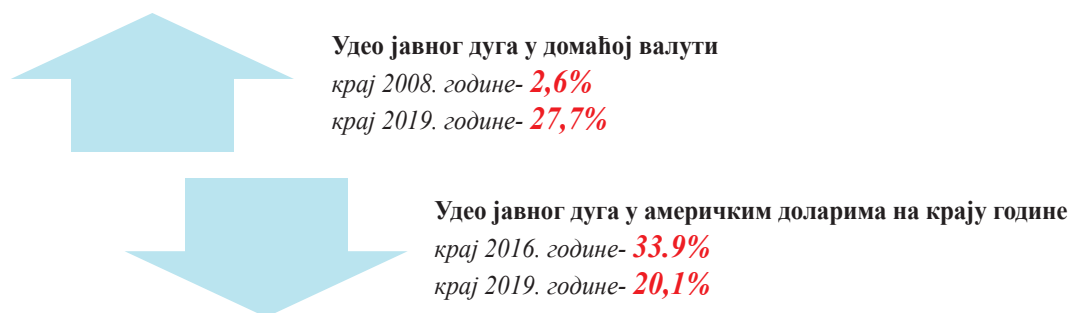 Удео јавног дуга у домаћој валути
крај 2008. године- 2,6%
крај 2019. године- 27,7%
Удео јавног дуга у америчким доларима на крају године
крај 2016. године- 33.9%
крај 2019. године- 20,1%